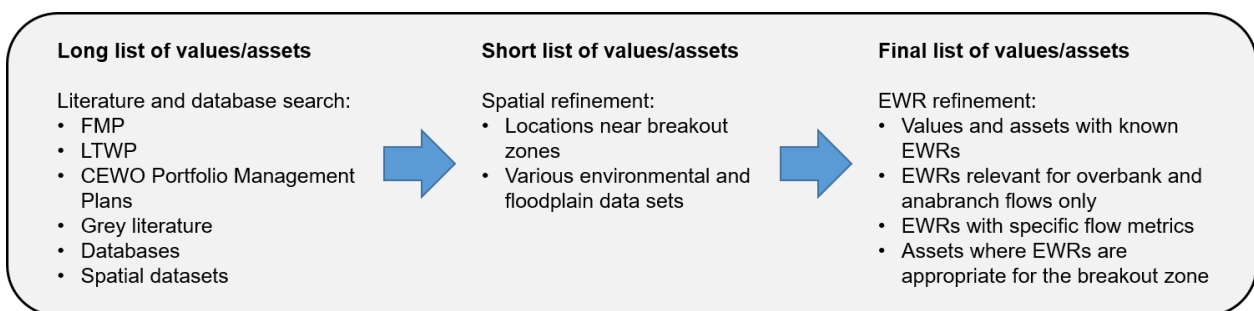 Long list of values/assets
Literature and database search:
• FMP
• LTWP
• CEWO Portfolio Management
Plans
• Grey literature
• Databases
• Spatial datasets
Short list of values/assets
Spatial refinement:
• Locations near breakout
zones
• Various environmental and
floodplain data sets
Final list of values/assets
EWR refinement:
• Values and assets with known
EWRs
• EWRs relevant for overbank and
anabranch flows only
• EWRs with specific flow metrics
• Assets where EWRs are
appropriate for the breakout zone